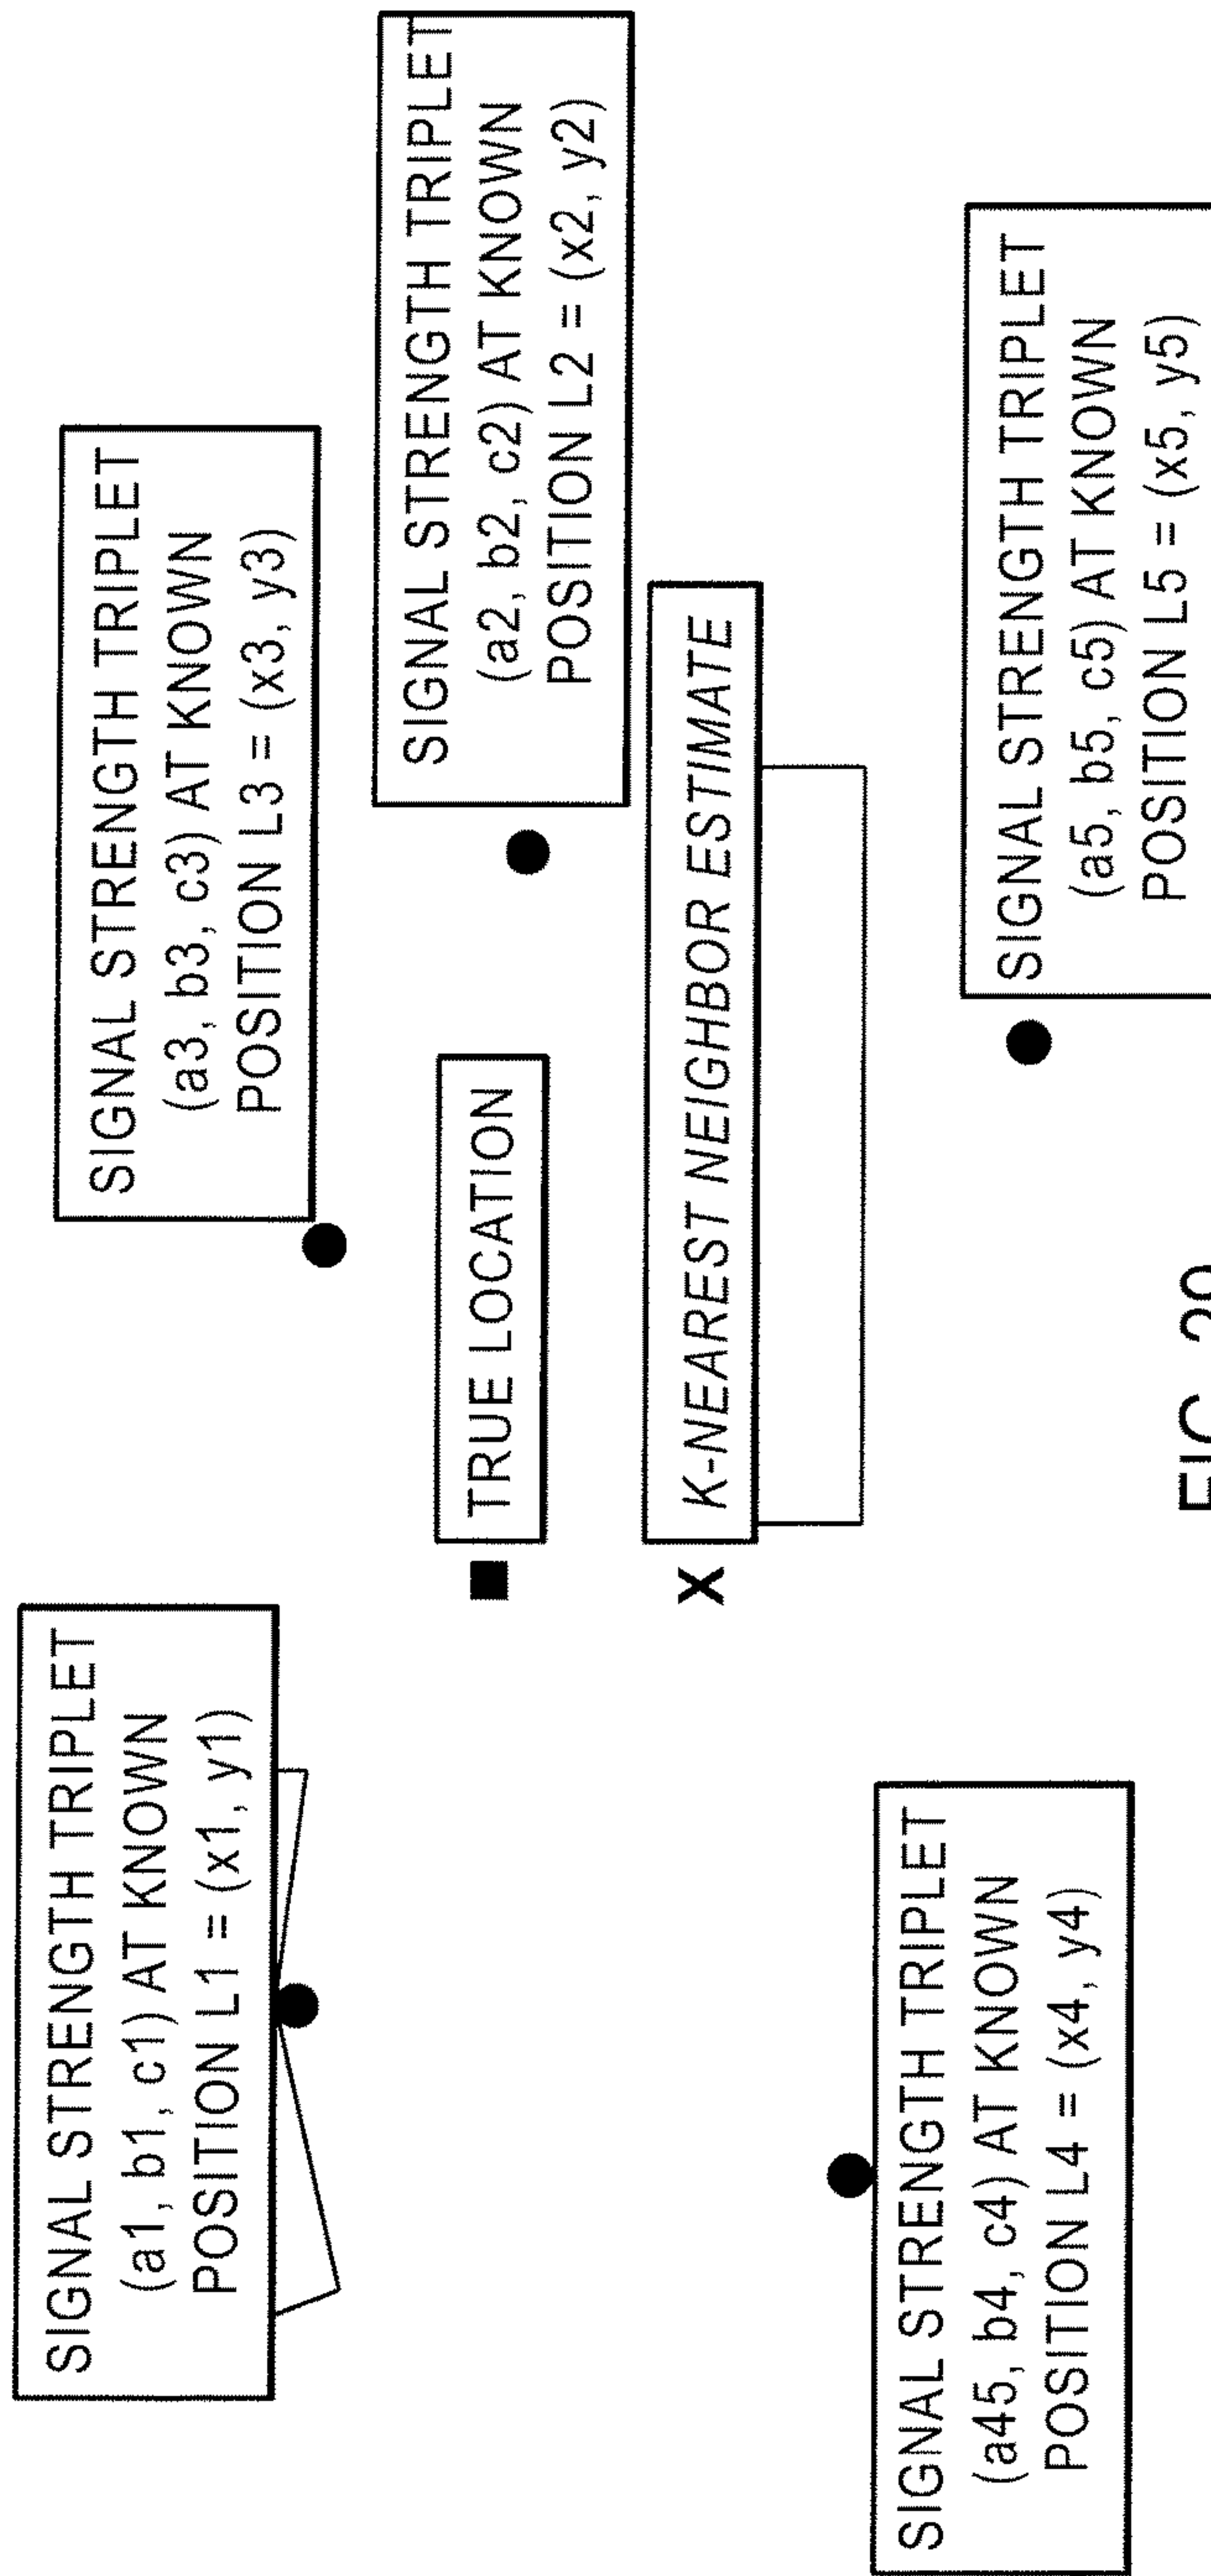 SIGNAL STRENGTH TRIPLET
(a1, b1, c1) AT KNOWN
POSITION L1 = (x1, y1)
SIGNAL STRENGTH TRIPLET
(a3, b3, c3) AT KNOWN
POSITION L3 = (x3, y3)
SIGNAL STRENGTH TRIPLET
(a2, b2, c2) AT KNOWN
POSITION L2 = (x2, y2)
TRUE LOCATION
X K-NEAREST NEIGHBOR ESTIMATE
SIGNAL STRENGTH TRIPLET
(a45, b4, c4) AT KNOWN
POSITION L4 = (x4, y4)
SIGNAL STRENGTH TRIPLET
(a5, b5, c5) AT KNOWN
POSITION L5 = (x5, y5)
FIG